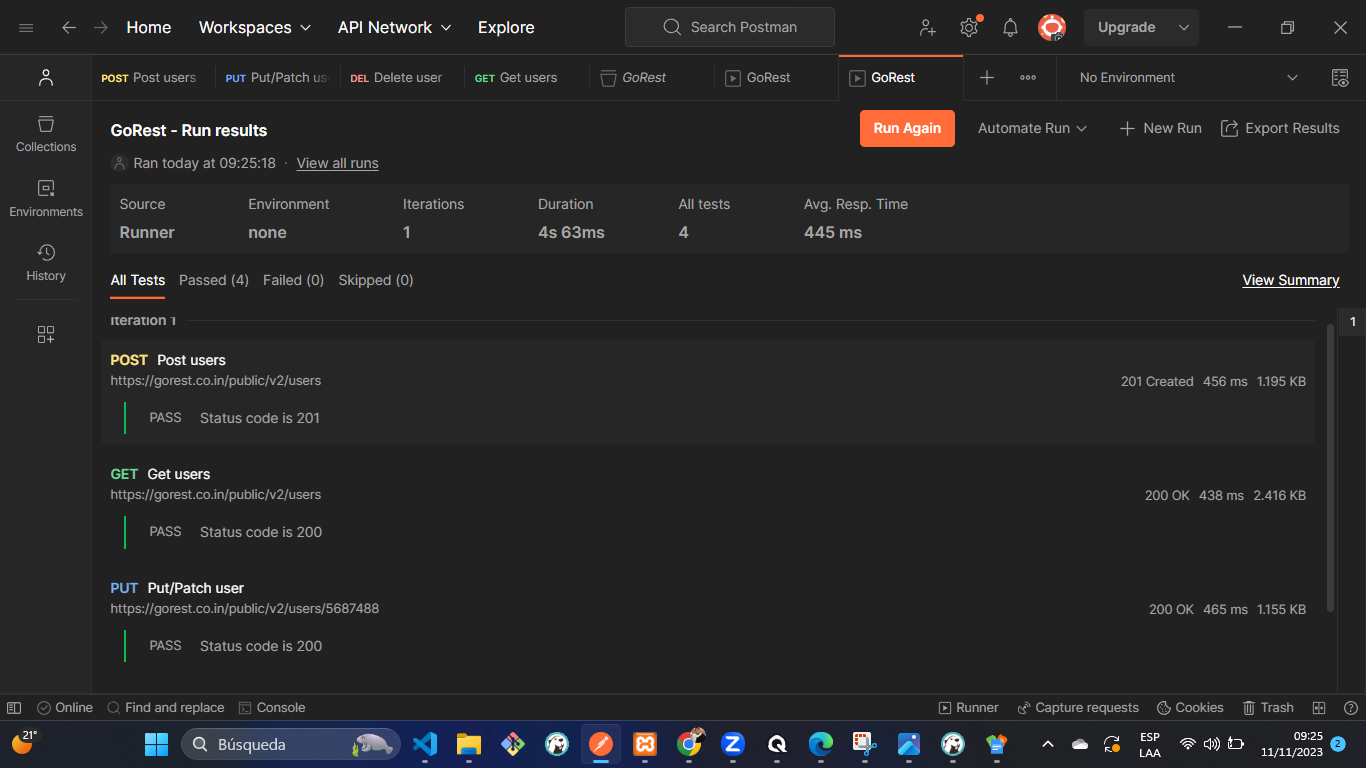 Home Workspaces API Network Explore Search Postman Upgrade
POST Post users PUT Put/Patch us DEL Delete user GET Get users GoRest GoRest GoRest No Environment
Collections
Environments
History
GoRest - Run results
Run Again Automate Run New Run Export Results
Ran today at 09:25:18 · View all runs
Source Environment Iterations Duration All tests Avg. Resp. Time
Runner none 1 4s 63ms 4 445 ms
All Tests Passed (4) Failed (0) Skipped (0) View Summary
Iteration 1
1
POST Post users
https://gorest.co.in/public/v2/users
201 Created 456 ms 1.195 KB
PASS Status code is 201
GET Get users
https://gorest.co.in/public/v2/users
200 OK 438 ms 2.416 KB
PASS Status code is 200
PUT Put/Patch user
https://gorest.co.in/public/v2/users/5687488
200 OK 465 ms 1.155 KB
PASS Status code is 200
Online Find and replace Console Runner Capture requests Cookies Trash
21°
Búsqueda
ESP
LAA
09:25
11/11/2023
2